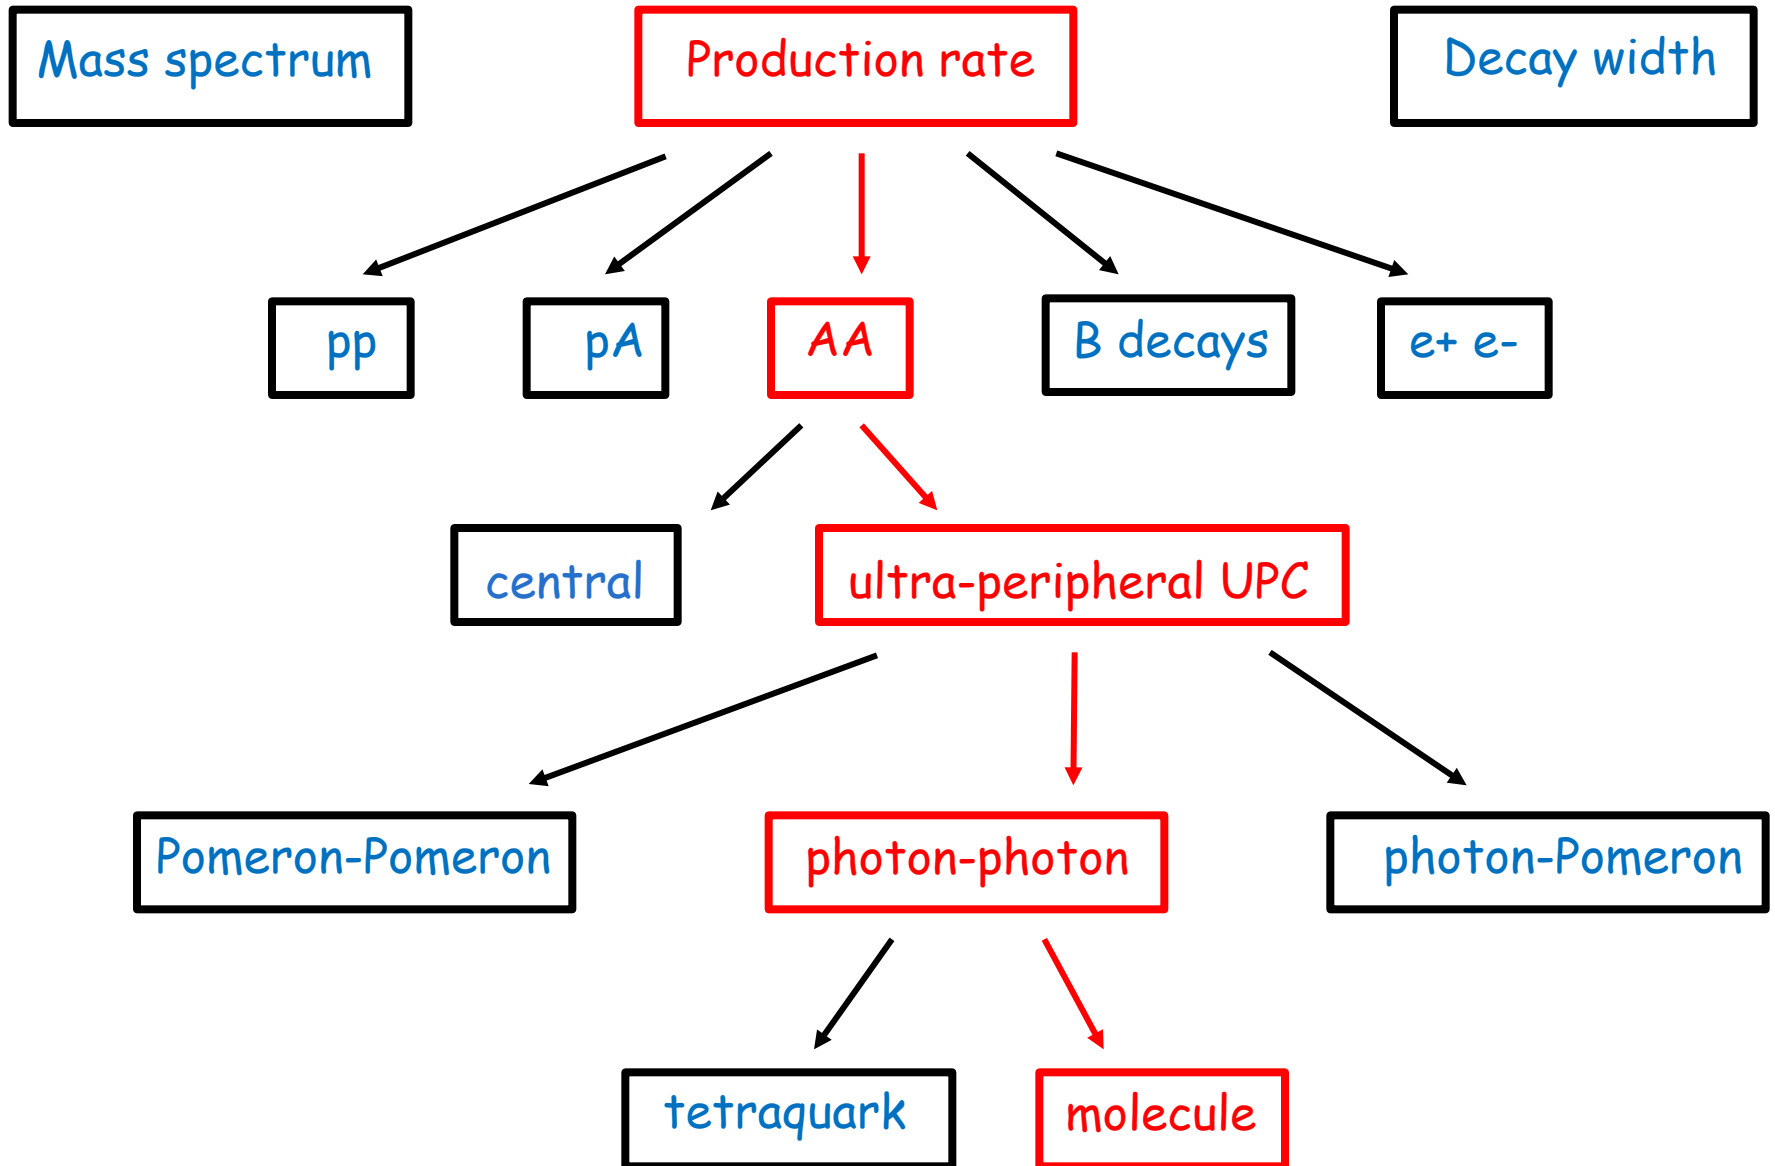 Mass spectrum
Production rate
Decay width
pp
pA
AA
B decays
e+ e-
central
ultra-peripheral UPC
Pomeron-Pomeron
photon-photon
photon-Pomeron
tetraquark
molecule